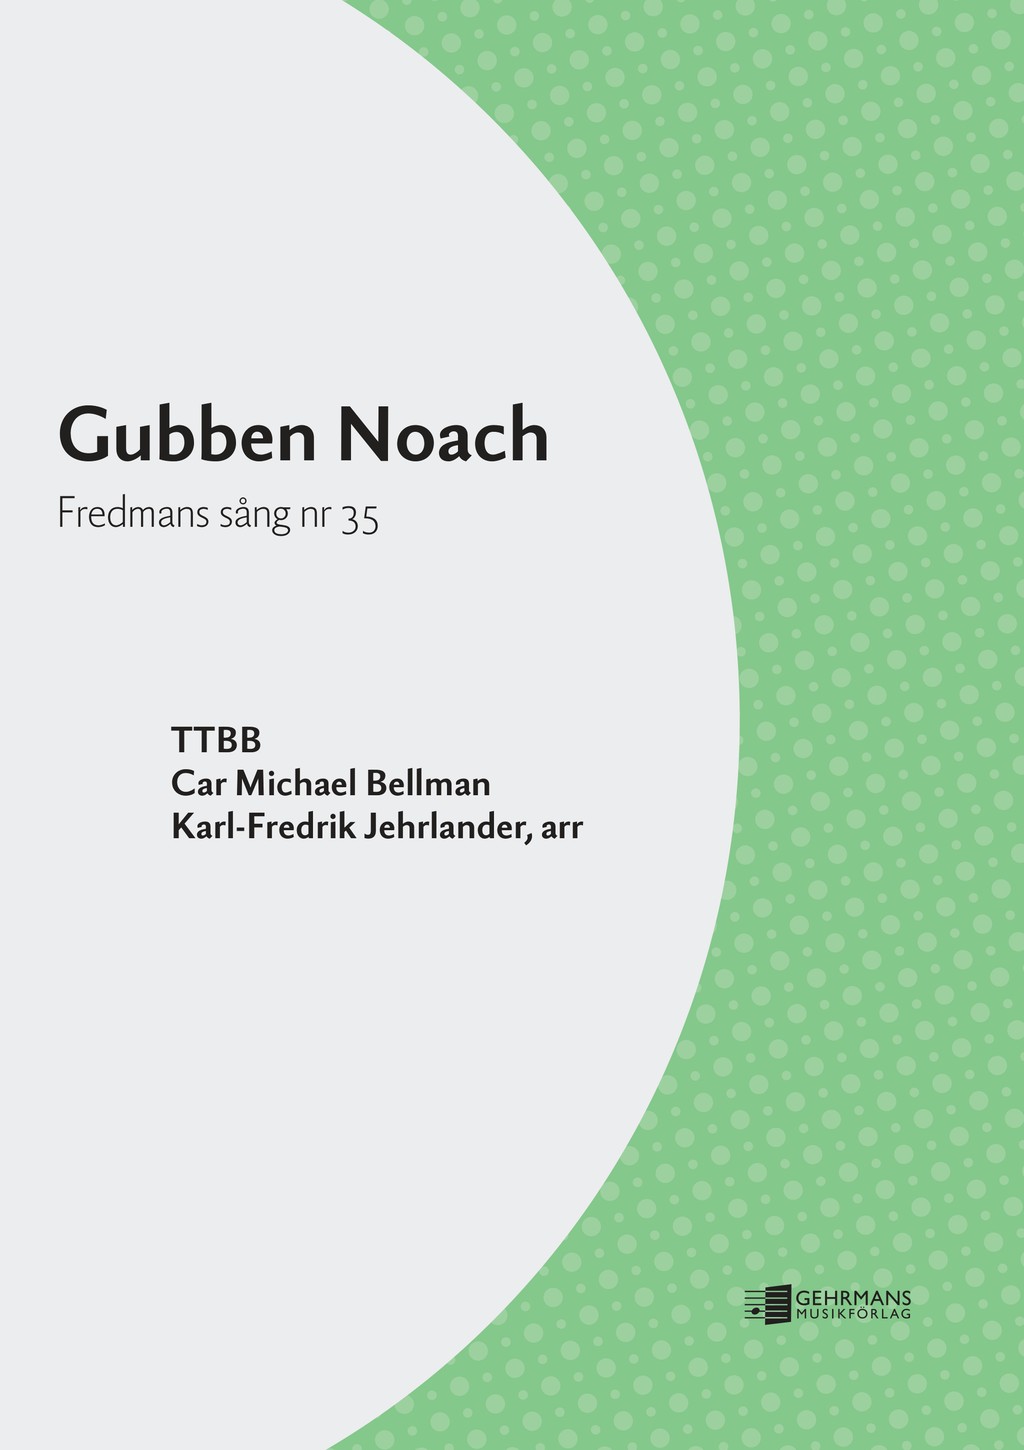 Gubben Noach
Fredmans sång nr 35
TTBB
Car Michael Bellman
Karl-Fredrik Jehrlander, arr
GEHRMANS
MUSIKFÖRLAG